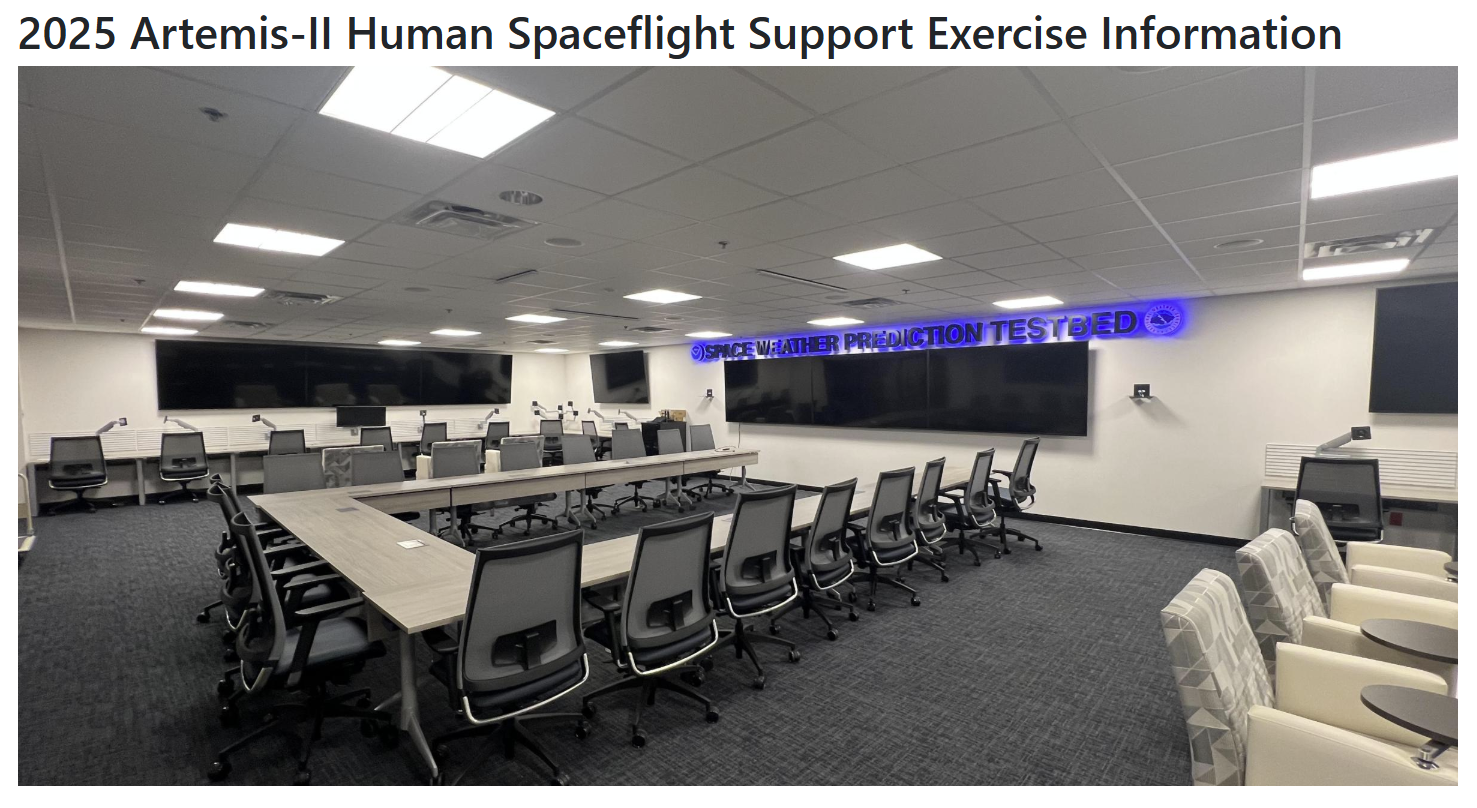 2025 Artemis-II Human Spaceflight Support Exercise Information
SPACE WEATHER PREDICTION TESTBED